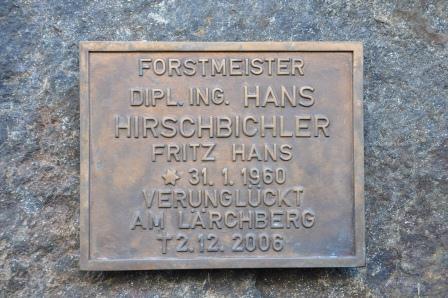 FORSTMEISTER
DIPL. ING. HANS
HIRSCHBICHLER
FRITZ HANS
* 31. 1. 1960
VERUNGLÜCKT
AM LÄRCHBERG
† 2. 12. 2006